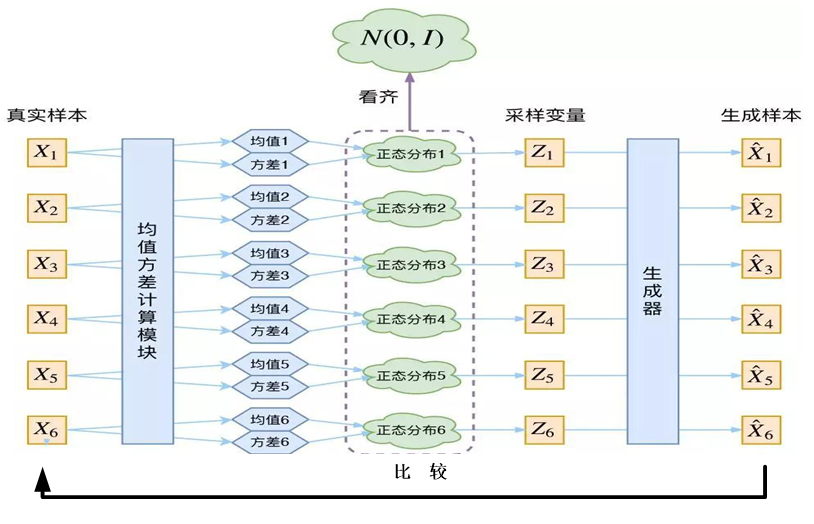 N(0, I)
看齐
真实样本
采样变量
生成样本
X₁
均值1
方差1
正态分布1
Z₁
X̂₁
X₂
均值2
方差2
正态分布2
Z₂
X̂₂
X₃
均值3
方差3
正态分布3
Z₃
X̂₃
X₄
均值4
方差4
正态分布4
Z₄
X̂₄
X₅
均值5
方差5
正态分布5
Z₅
X̂₅
X₆
均值6
方差6
正态分布6
Z₆
X̂₆
均值方差计算模块
生成器
比 较